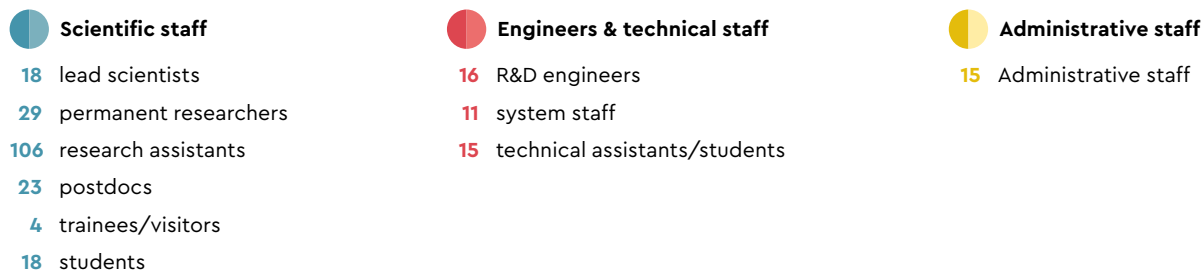 Scientific staff
18 lead scientists
29 permanent researchers
106 research assistants
23 postdocs
4 trainees/visitors
18 students
Engineers & technical staff
16 R&D engineers
11 system staff
15 technical assistants/students
Administrative staff
15 Administrative staff